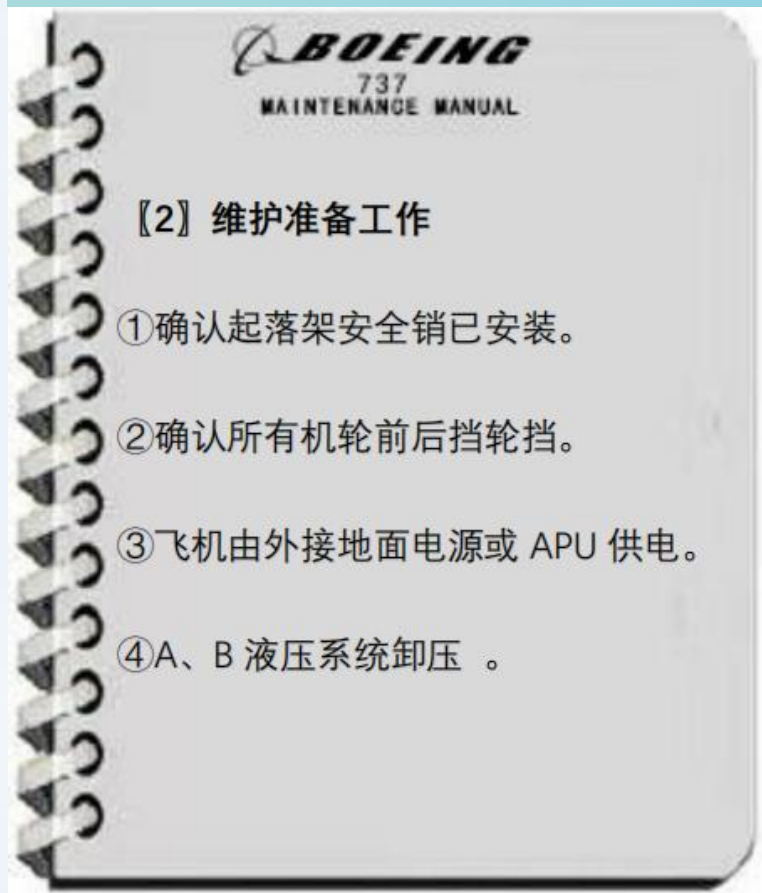 BOEING
737
MAINTENANCE MANUAL
〖2〗维护准备工作
①确认起落架安全销已安装。
②确认所有机轮前后挡轮挡。
③飞机由外接地面电源或 APU 供电。
④A、B 液压系统卸压 。